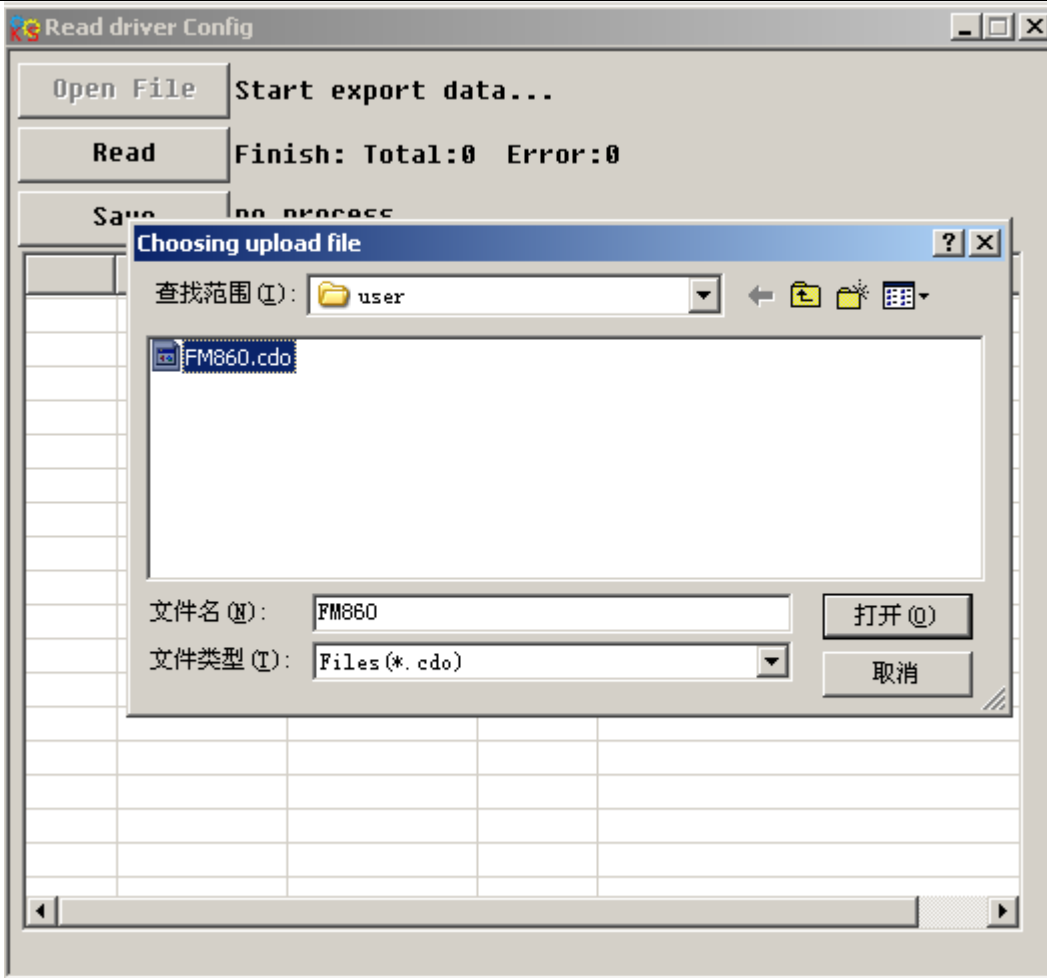 Read driver Config
Open File
Start export data...
Read
Finish: Total:0 Error:0
Save
no process
Choosing upload file
查找范围(I):
user
FM860.cdo
文件名(N):
FM860
打开(O)
文件类型(T):
Files(*.cdo)
取消